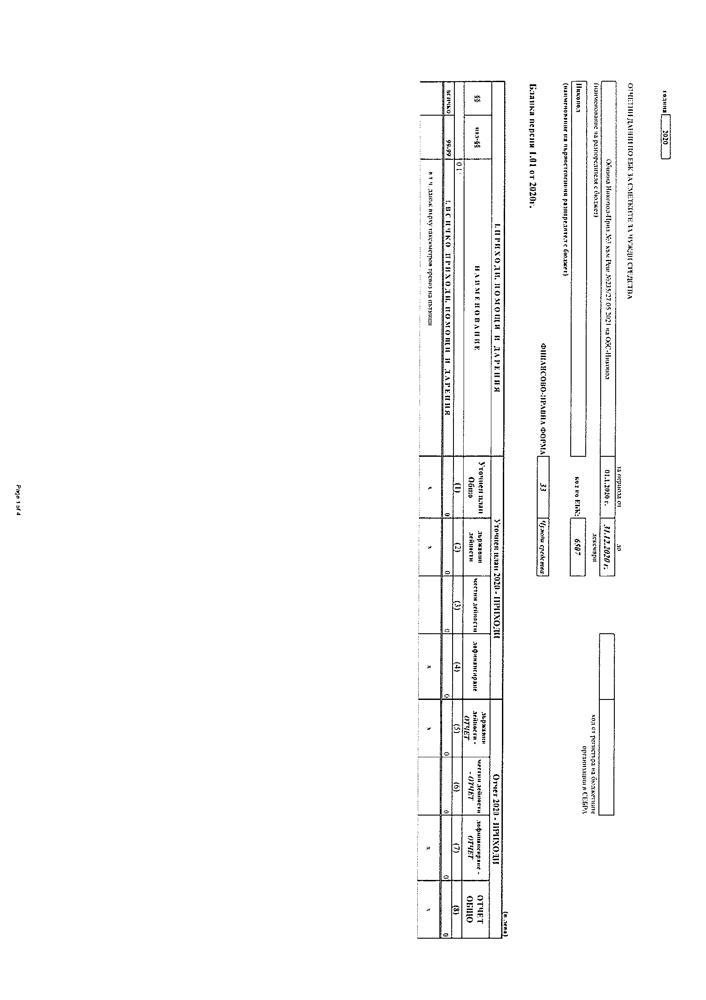 година 2020
ОТЧЕТНИ ДАННИ ПО ЕБК ЗА СМЕТКИТЕ ЗА ЧУЖДИ СРЕДСТВА
за периода от до
Община Никопол-Прил.№3 към Реш.№235/27 05 2021 на ОбС-Никопол 01.1.2020 г. 31.12.2020 г.
(наименование на разпоредителя с бюджет) декември код от регистъра на бюджетните
организации в СЕБРА
Никопол код по ЕБК: 6507
(наименование на първостепенния разпоредител с бюджет)
ФИНАНСОВО-ПРАВНА ФОРМА 33 Чужди средства
Бланка версия 1.01 от 2020г.
(в лева)
I. ПРИХОДИ, ПОМОЩИ И ДАРЕНИЯ Уточнен план 2020 - ПРИХОДИ Отчет 2020 - ПРИХОДИ
§§ под-§§ НАИМЕНОВАНИЕ Уточнен план Общо държавни дейности местни дейности дофинансиране държавни дейности - ОТЧЕТ местни дейности - ОТЧЕТ дофинансиране - ОТЧЕТ ОТЧЕТ ОБЩО
(1) (2) (3) (4) (5) (6) (7) (8)
всичко 99-99 I. ВСИЧКО ПРИХОДИ, ПОМОЩИ И ДАРЕНИЯ 0 0 0 0 0 0 0 0
в т.ч. данък върху таксиметров превоз на пътници x x x x x x
Page 1 of 4